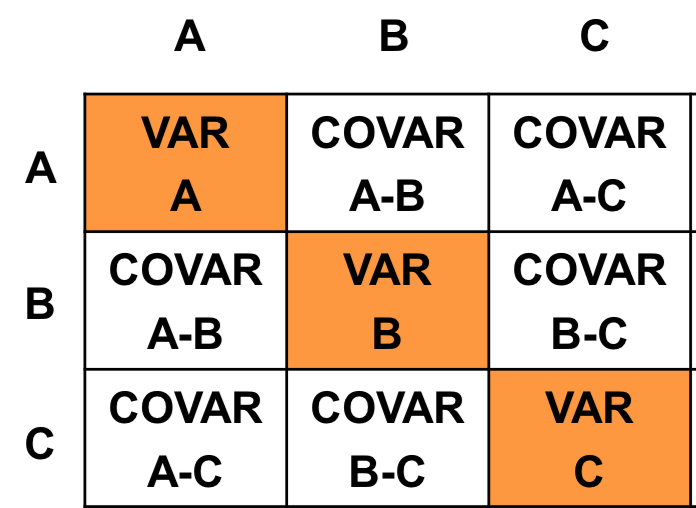 A B C
A
VAR COVAR COVAR
A A-B A-C
B
COVAR VAR COVAR
A-B B B-C
C
COVAR COVAR VAR
A-C B-C C